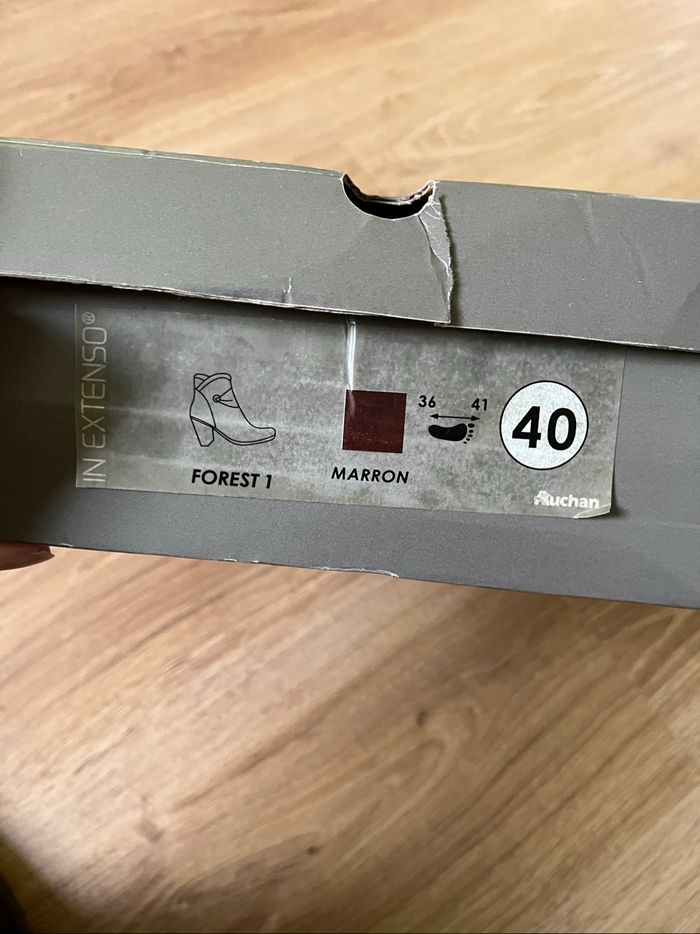 IN EXTENSO®
FOREST 1
MARRON
36 41
40
Auchan